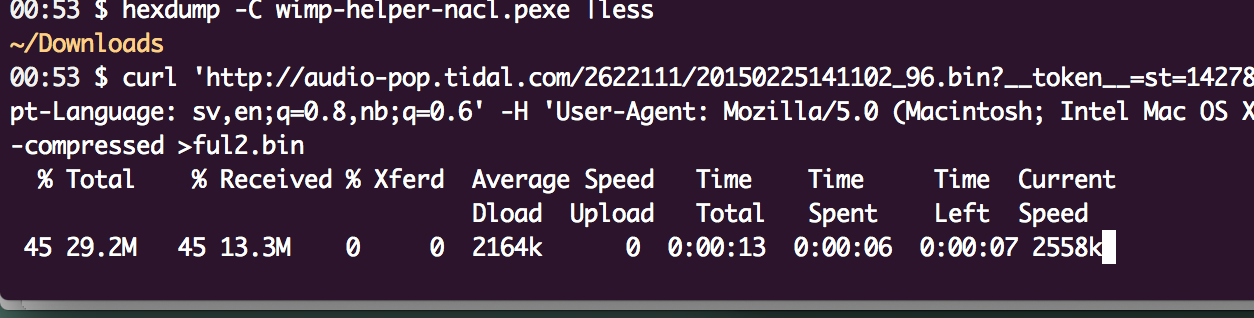 00:53 $ hexdump -C wimp-helper-nacl.pexe |less
~/Downloads
00:53 $ curl 'http://audio-pop.tidal.com/2622111/20150225141102_96.bin?__token__=st=14278
pt-Language: sv,en;q=0.8,nb;q=0.6' -H 'User-Agent: Mozilla/5.0 (Macintosh; Intel Mac OS X
-compressed >ful2.bin
% Total % Received % Xferd Average Speed Time Time Time Current
Dload Upload Total Spent Left Speed
45 29.2M 45 13.3M 0 0 2164k 0 0:00:13 0:00:06 0:00:07 2558k